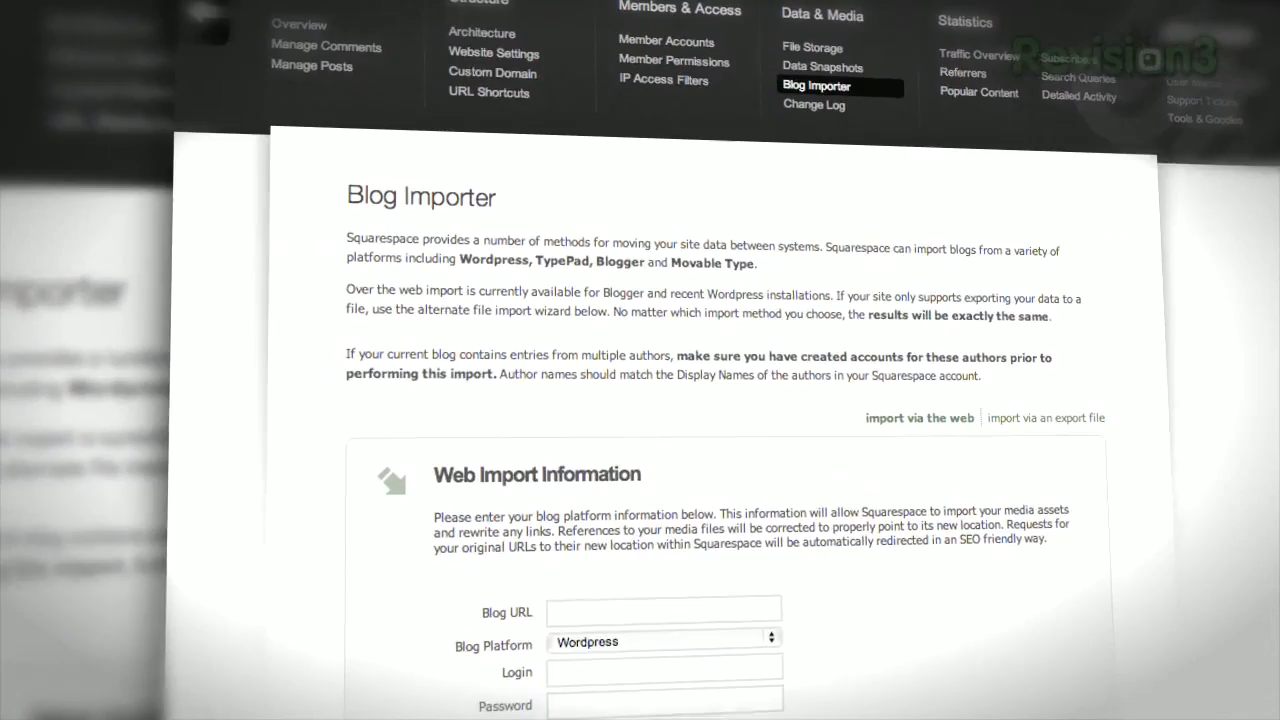 Structure
Members & Access
Data & Media
Statistics
Overview
Manage Comments
Manage Posts
Architecture
Website Settings
Custom Domain
URL Shortcuts
Member Accounts
Member Permissions
IP Access Filters
File Storage
Data Snapshots
Blog Importer
Change Log
Traffic Overview
Referrers
Popular Content
Subscribers
Search Queries
Detailed Activity
Support Tickets
Tools & Goodies
Revision3
Blog Importer
Squarespace provides a number of methods for moving your site data between systems. Squarespace can import blogs from a variety of
platforms including Wordpress, TypePad, Blogger and Movable Type.
Over the web import is currently available for Blogger and recent Wordpress installations. If your site only supports exporting your data to a
file, use the alternate file import wizard below. No matter which import method you choose, the results will be exactly the same.
If your current blog contains entries from multiple authors, make sure you have created accounts for these authors prior to
performing this import. Author names should match the Display Names of the authors in your Squarespace account.
import via the web
import via an export file
Web Import Information
Please enter your blog platform information below. This information will allow Squarespace to import your media assets
and rewrite any links. References to your media files will be corrected to properly point to its new location. Requests for
your original URLs to their new location within Squarespace will be automatically redirected in an SEO friendly way.
Blog URL
Blog Platform
Wordpress
Login
Password